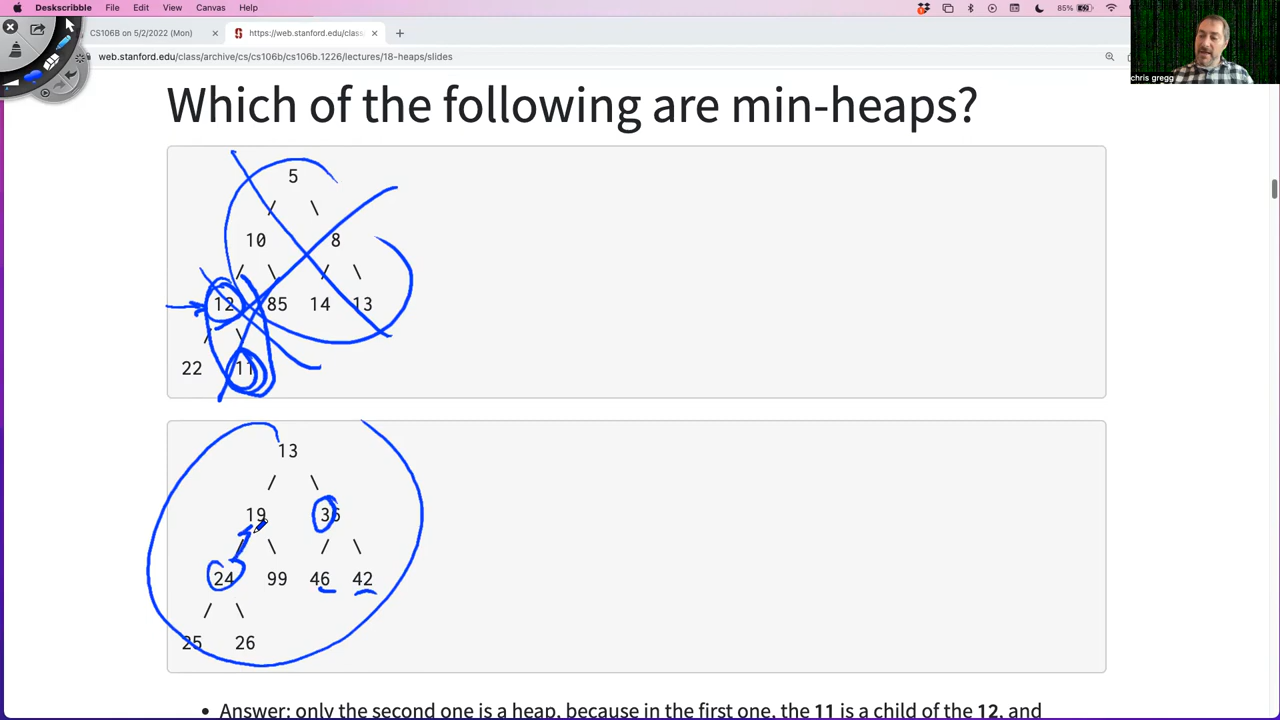 Deskscribble File Edit View Canvas Help 85%
CS106B on 5/2/2022 (Mon) × https://web.stanford.edu/clas × +
web.stanford.edu/class/archive/cs/cs106b/cs106b.1226/lectures/18-heaps/slides
chris gregg
Which of the following are min-heaps?
5
/ \
10 8
/ \ / \
12 85 14 13
/ \
22 11
13
/ \
19 36
/ \ / \
24 99 46 42
/ \
25 26
• Answer: only the second one is a heap, because in the first one, the 11 is a child of the 12, and